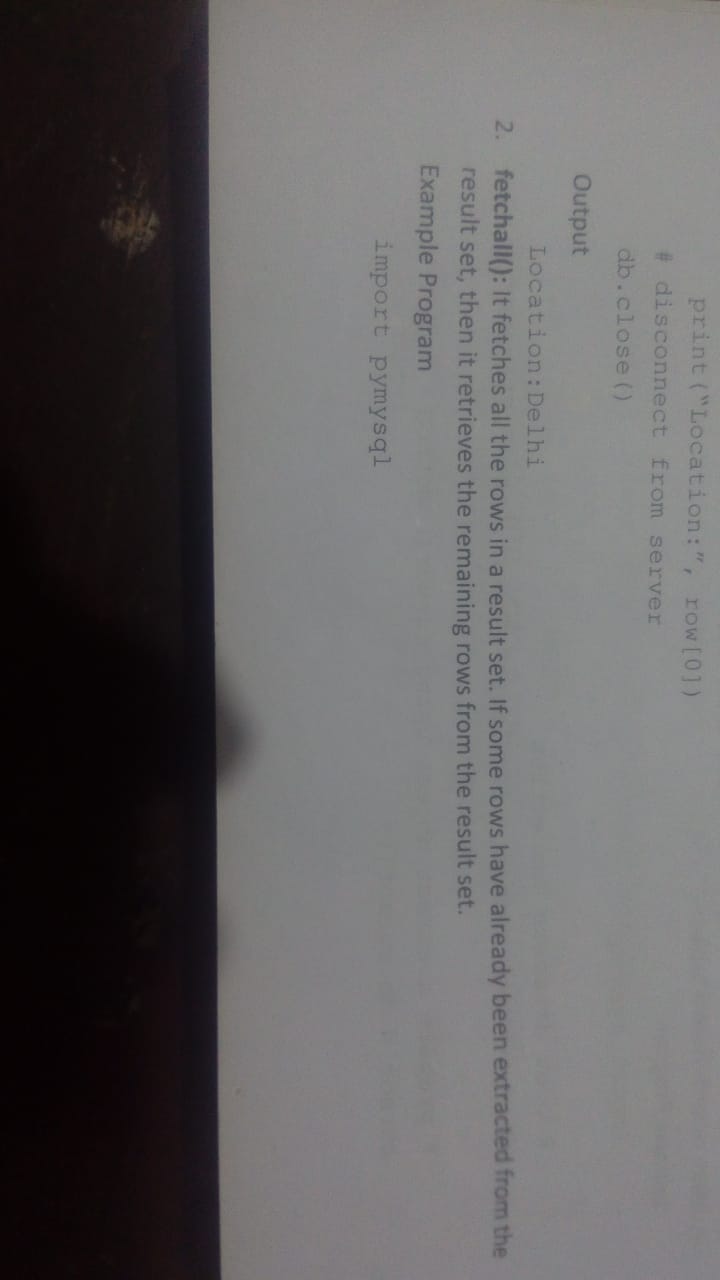 print("Location:", row[0])
# disconnect from server
db.close()
Output
Location:Delhi
2. fetchall(): It fetches all the rows in a result set. If some rows have already been extracted from the
result set, then it retrieves the remaining rows from the result set.
Example Program
import pymysql